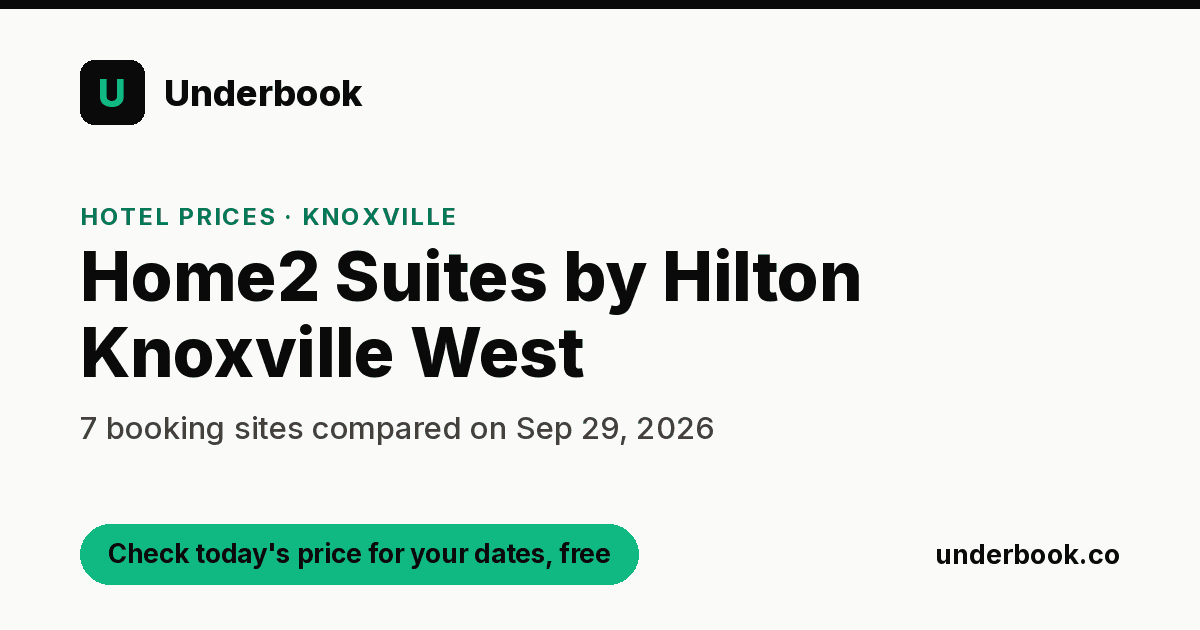 U
Underbook
HOTEL PRICES · KNOXVILLE
Home2 Suites by Hilton
Knoxville West
7 booking sites compared on Sep 29, 2026
Check today's price for your dates, free
underbook.co